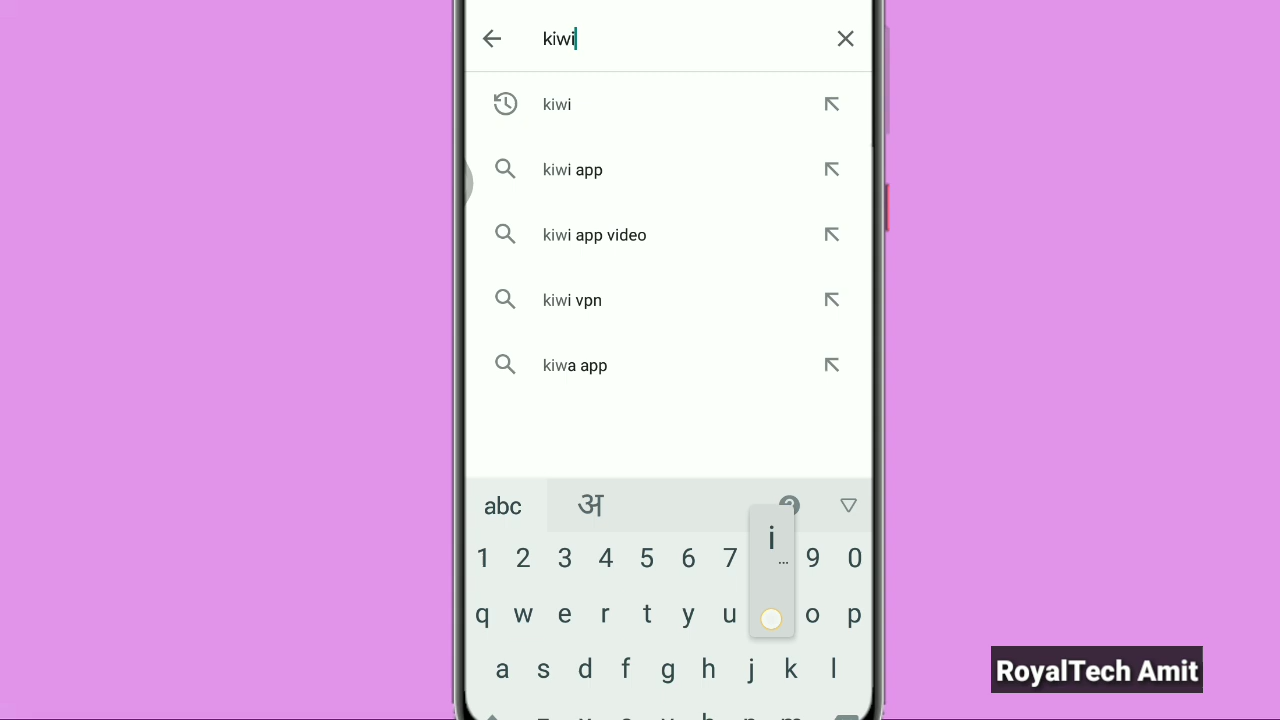 kiwi
kiwi
kiwi app
kiwi app video
kiwi vpn
kiwa app
abc अ
i
...
1 2 3 4 5 6 7 9 0
q w e r t y u o p
a s d f g h j k l
RoyalTech Amit